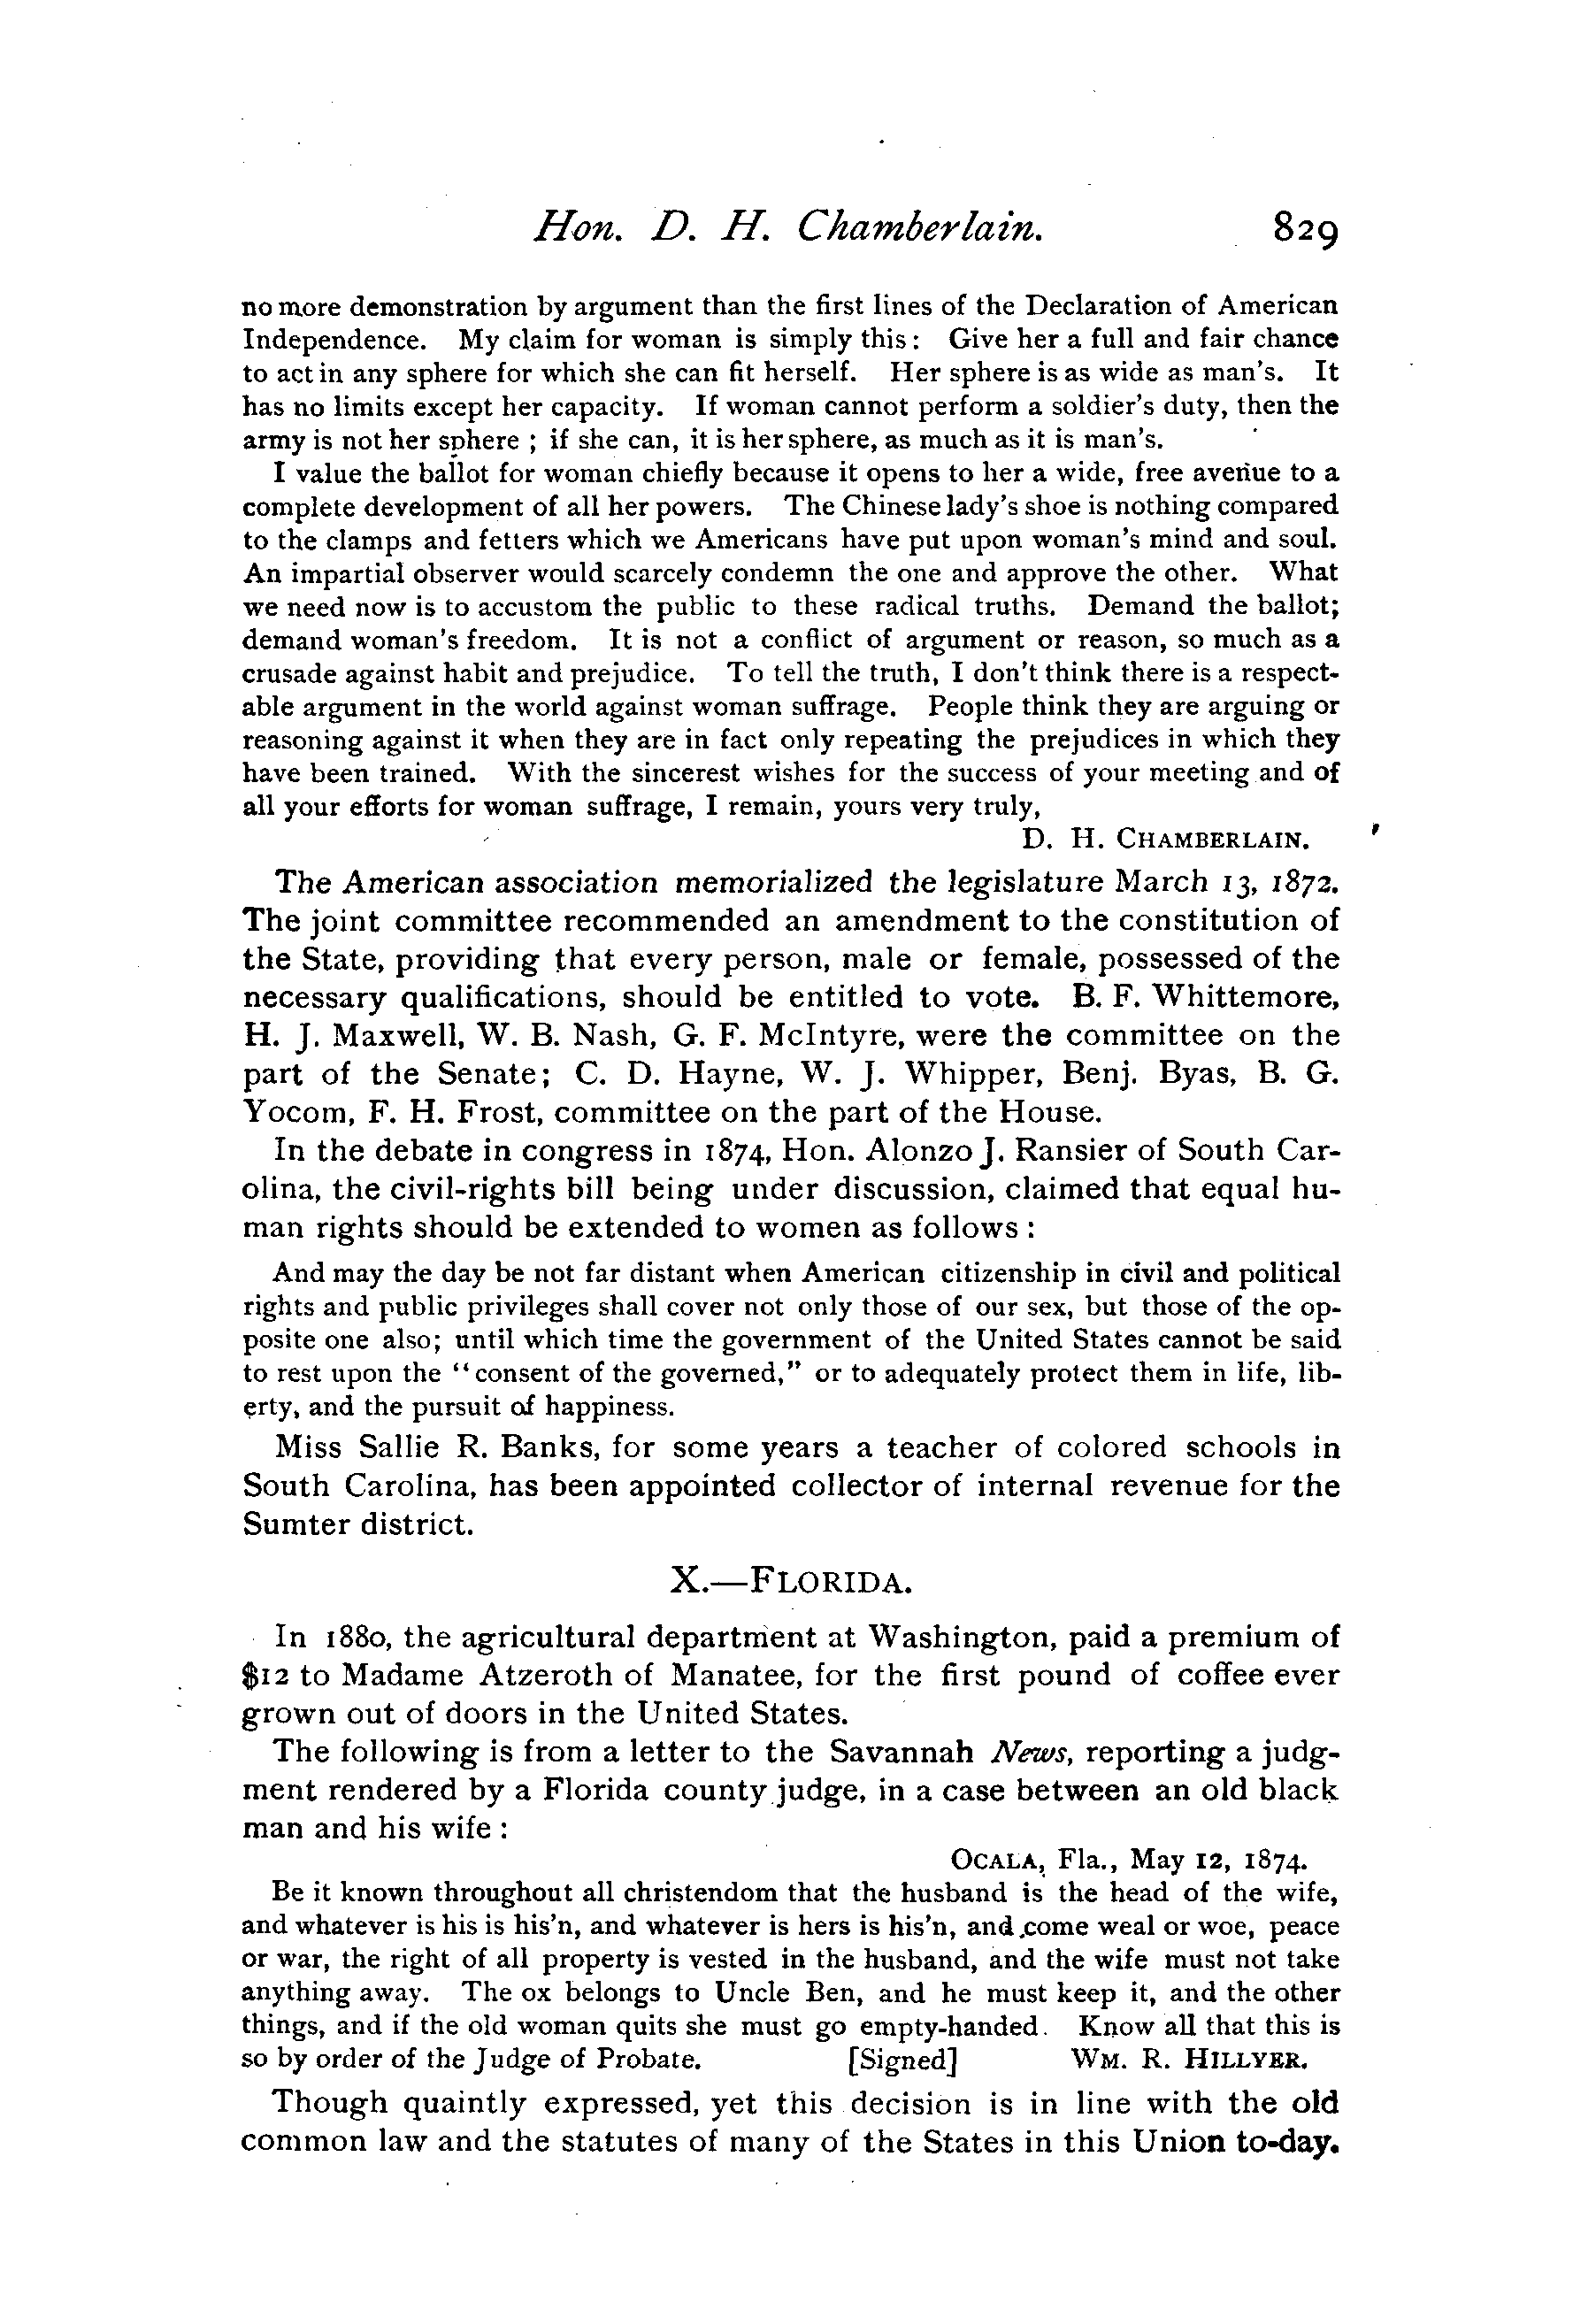 Hon. D. H. Chamberlain. 829
no more demonstration by argument than the first lines of the Declaration of American
Independence. My claim for woman is simply this: Give her a full and fair chance
to act in any sphere for which she can fit herself. Her sphere is as wide as man's. It
has no limits except her capacity. If woman cannot perform a soldier's duty, then the
army is not her sphere ; if she can, it is her sphere, as much as it is man's.
I value the ballot for woman chiefly because it opens to her a wide, free avenue to a
complete development of all her powers. The Chinese lady's shoe is nothing compared
to the clamps and fetters which we Americans have put upon woman's mind and soul.
An impartial observer would scarcely condemn the one and approve the other. What
we need now is to accustom the public to these radical truths. Demand the ballot;
demand woman's freedom. It is not a conflict of argument or reason, so much as a
crusade against habit and prejudice. To tell the truth, I don't think there is a respect-
able argument in the world against woman suffrage. People think they are arguing or
reasoning against it when they are in fact only repeating the prejudices in which they
have been trained. With the sincerest wishes for the success of your meeting and of
all your efforts for woman suffrage, I remain, yours very truly,
D. H. CHAMBERLAIN.
The American association memorialized the legislature March 13, 1872.
The joint committee recommended an amendment to the constitution of
the State, providing that every person, male or female, possessed of the
necessary qualifications, should be entitled to vote. B. F. Whittemore,
H. J. Maxwell, W. B. Nash, G. F. McIntyre, were the committee on the
part of the Senate; C. D. Hayne, W. J. Whipper, Benj. Byas, B. G.
Yocom, F. H. Frost, committee on the part of the House.
In the debate in congress in 1874, Hon. Alonzo J. Ransier of South Car-
olina, the civil-rights bill being under discussion, claimed that equal hu-
man rights should be extended to women as follows :
And may the day be not far distant when American citizenship in civil and political
rights and public privileges shall cover not only those of our sex, but those of the op-
posite one also; until which time the government of the United States cannot be said
to rest upon the "consent of the governed," or to adequately protect them in life, lib-
erty, and the pursuit of happiness.
Miss Sallie R. Banks, for some years a teacher of colored schools in
South Carolina, has been appointed collector of internal revenue for the
Sumter district.
X.—FLORIDA.
In 1880, the agricultural department at Washington, paid a premium of
$12 to Madame Atzeroth of Manatee, for the first pound of coffee ever
grown out of doors in the United States.
The following is from a letter to the Savannah News, reporting a judg-
ment rendered by a Florida county judge, in a case between an old black
man and his wife :
OCALA, Fla., May 12, 1874.
Be it known throughout all christendom that the husband is the head of the wife,
and whatever is his is his'n, and whatever is hers is his'n, and come weal or woe, peace
or war, the right of all property is vested in the husband, and the wife must not take
anything away. The ox belongs to Uncle Ben, and he must keep it, and the other
things, and if the old woman quits she must go empty-handed. Know all that this is
so by order of the Judge of Probate. [Signed] WM. R. HILLYER.
Though quaintly expressed, yet this decision is in line with the old
common law and the statutes of many of the States in this Union to-day.